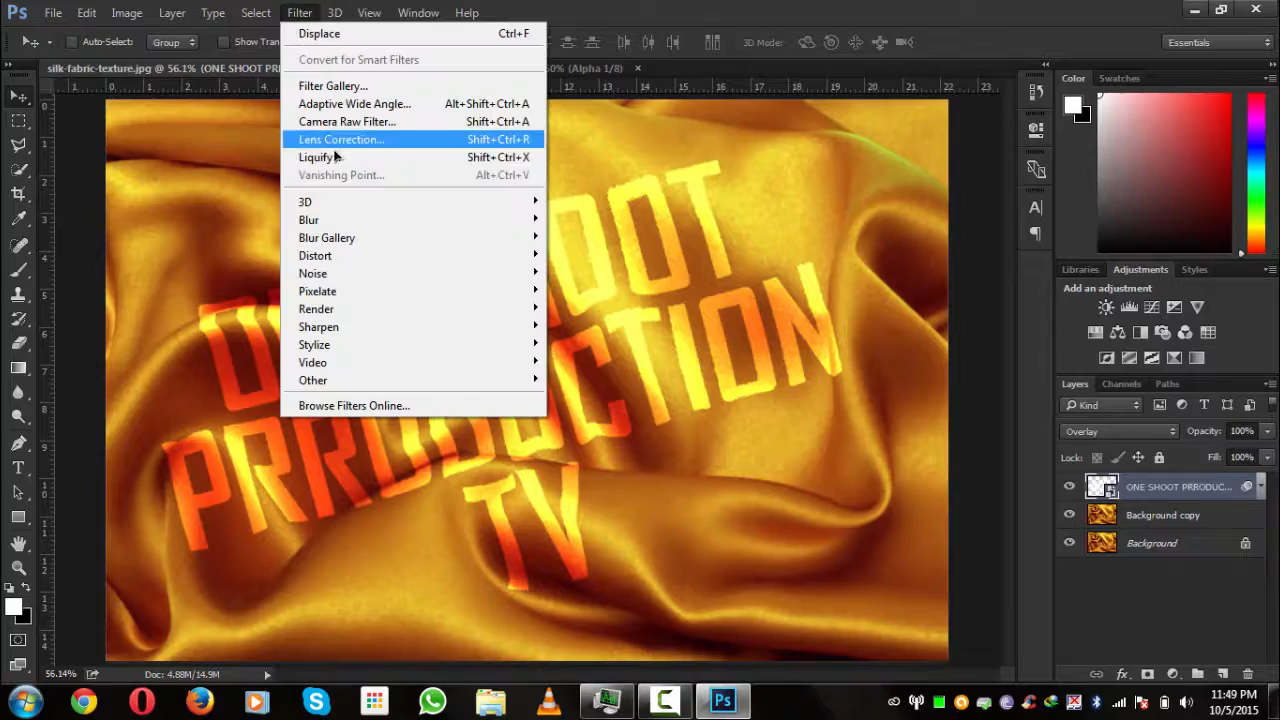 Ps File Edit Image Layer Type Select Filter 3D View Window Help
Auto-Select: Group Show Tran 3D Mode: Essentials
silk-fabric-texture.jpg @ 56.1% (ONE SHOOT PR 50% (Alpha 1/8)
Displace Ctrl+F
Convert for Smart Filters
Filter Gallery...
Adaptive Wide Angle... Alt+Shift+Ctrl+A
Camera Raw Filter... Shift+Ctrl+A
Lens Correction... Shift+Ctrl+R
Liquify Shift+Ctrl+X
Vanishing Point... Alt+Ctrl+V
3D
Blur
Blur Gallery
Distort
Noise
Pixelate
Render
Sharpen
Stylize
Video
Other
Browse Filters Online...
OOT
PRRODUCTION
TV
Color Swatches
Libraries Adjustments Styles
Add an adjustment
Layers Channels Paths
Kind
Overlay Opacity: 100%
Lock: Fill: 100%
ONE SHOOT PRRODUC...
Background copy
Background
56.14% Doc: 4.88M/14.9M
11:49 PM
10/5/2015